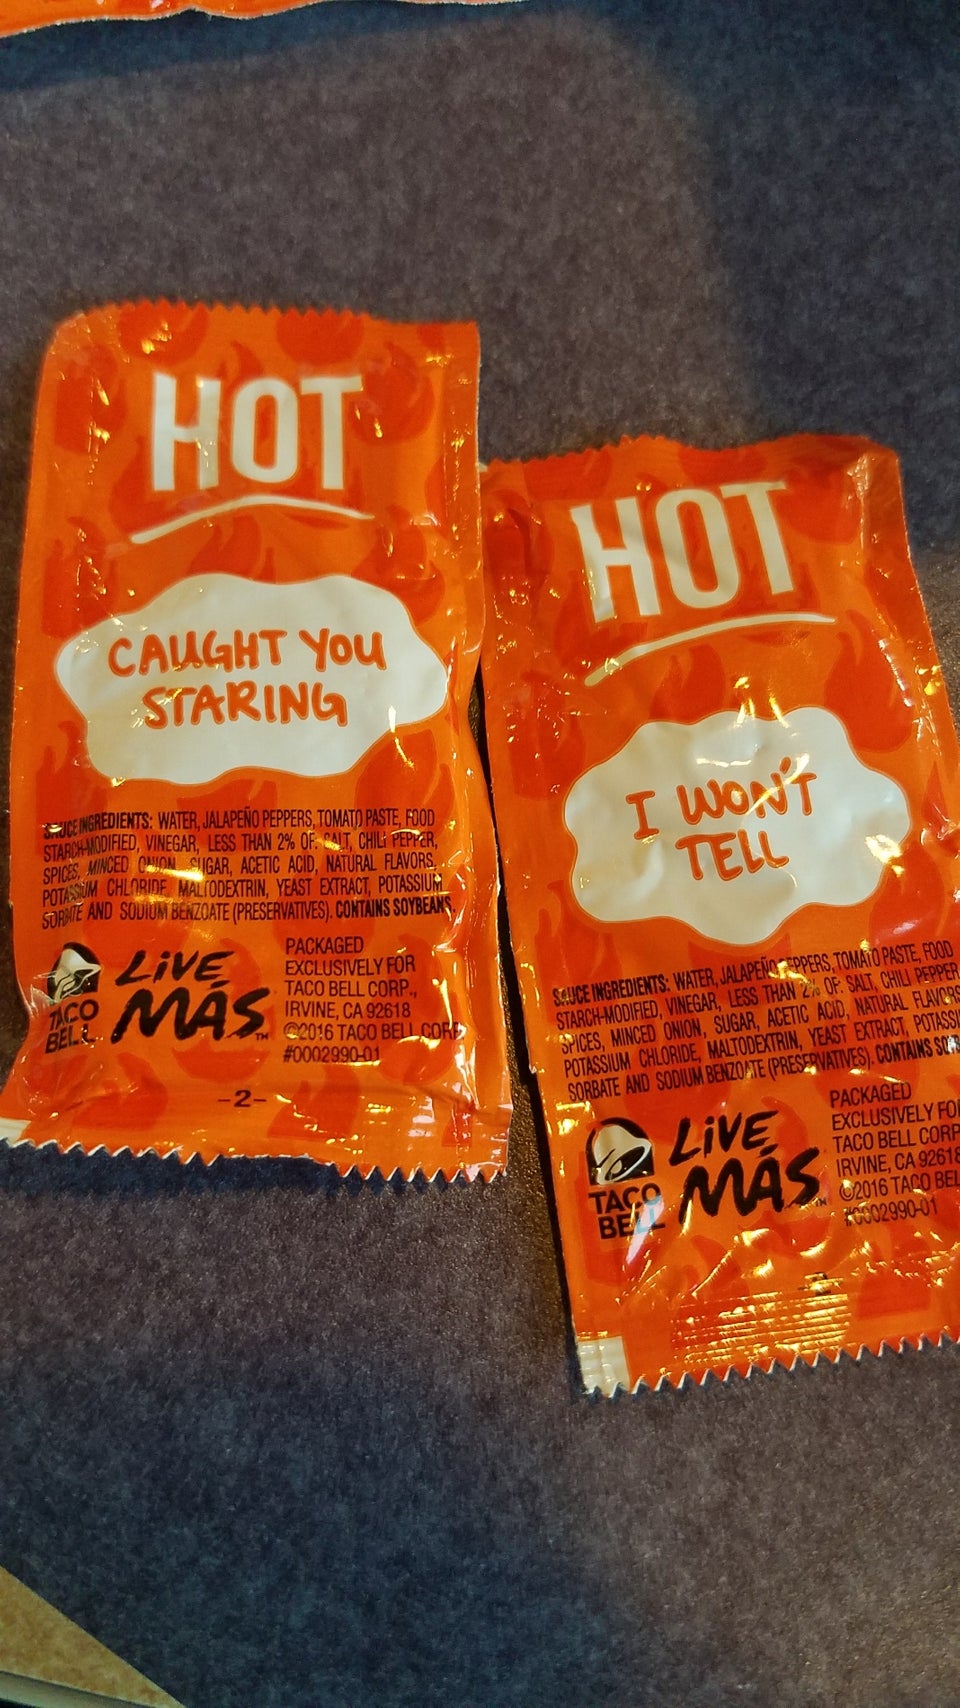 HOT
CAUGHT YOU
STARING
SAUCE INGREDIENTS: WATER, JALAPEÑO PEPPERS, TOMATO PASTE, FOOD
STARCH-MODIFIED, VINEGAR, LESS THAN 2% OF: SALT, CHILI PEPPER,
SPICES, MINCED ONION, SUGAR, ACETIC ACID, NATURAL FLAVORS,
POTASSIUM CHLORIDE, MALTODEXTRIN, YEAST EXTRACT, POTASSIUM
SORBATE AND SODIUM BENZOATE (PRESERVATIVES). CONTAINS SOYBEANS.
TACO
BELL
LIVE
MÁS™
PACKAGED
EXCLUSIVELY FOR
TACO BELL CORP.,
IRVINE, CA 92618
©2016 TACO BELL CORP
#0002990-01
-2-
HOT
I WON'T
TELL
SAUCE INGREDIENTS: WATER, JALAPEÑO PEPPERS, TOMATO PASTE, FOOD
STARCH-MODIFIED, VINEGAR, LESS THAN 2% OF: SALT, CHILI PEPPER
SPICES, MINCED ONION, SUGAR, ACETIC ACID, NATURAL FLAVORS
POTASSIUM CHLORIDE, MALTODEXTRIN, YEAST EXTRACT, POTASSI
SORBATE AND SODIUM BENZOATE (PRESERVATIVES). CONTAINS
TACO
BELL
LIVE
MÁS™
PACKAGED
EXCLUSIVELY FO
TACO BELL CORP
IRVINE, CA 92618
©2016 TACO BEL
#0002990-01